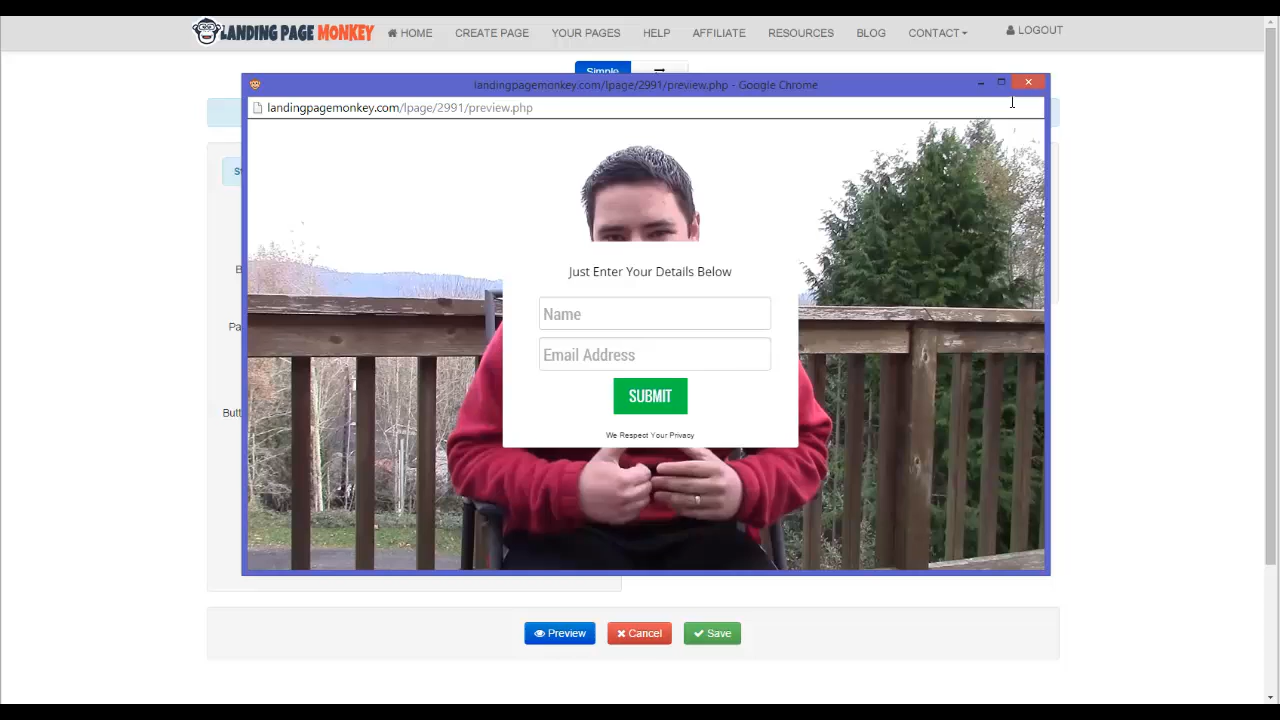 LANDING PAGE MONKEY HOME CREATE PAGE YOUR PAGES HELP AFFILIATE RESOURCES BLOG CONTACT LOGOUT
Simple
landingpagemonkey.com/lpage/2991/preview.php - Google Chrome
landingpagemonkey.com/lpage/2991/preview.php
Just Enter Your Details Below
Name
Email Address
SUBMIT
We Respect Your Privacy
Preview Cancel Save